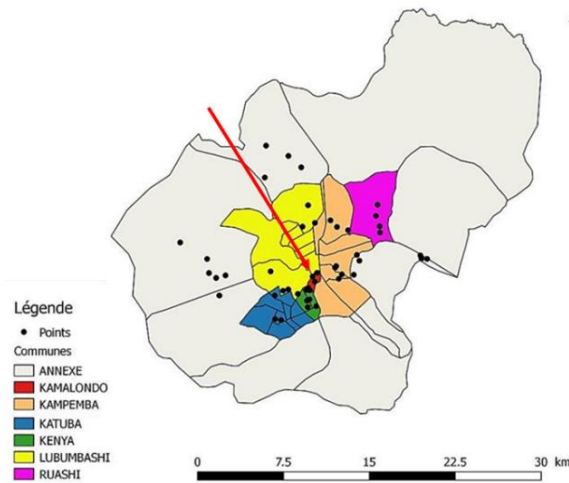 Légende
Points
Communes
ANNEXE
KAMALONDO
KAMPEMBA
KATUBA
KENYA
LUBUMBASHI
RUASHI
0 7.5 15 22.5 30 km